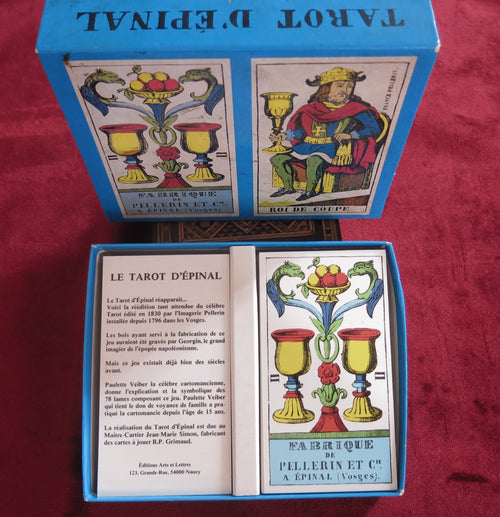 TAROT D'ÉPINAL
FABRIQUE
DE
PELLERIN ET Cie.
A ÉPINAL (Vosges)
FRANÇOIS PELLERIN.
ROI DE COUPE
LE TAROT D'ÉPINAL
Le Tarot d'Épinal réapparaît...
Voici la réédition tant attendue du célèbre
Tarot édité en 1830 par l'Imagerie Pellerin
installée depuis 1796 dans les Vosges.
Les bois ayant servi à la fabrication de ce
jeu auraient été gravés par Georgin, le grand
imagier de l'épopée napoléonienne.
Mais ce jeu existait déjà bien des siècles
avant.
Paulette Veiber la célèbre cartomancienne,
donne l'explication et la symbolique des
78 lames composant ce jeu. Paulette Veiber
qui tient le don de voyance de famille a pra-
tiqué la cartomancie depuis l'âge de 15 ans.
La réalisation du Tarot d'Épinal est due au
Maître-Cartier Jean-Marie Simon, fabricant
des cartes à jouer B.P. Grimaud.
Éditions Arts et Lettres
123, Grande-Rue, 54000 Nancy
FABRIQUE
DE
PELLERIN ET Cie.
A ÉPINAL (Vosges).